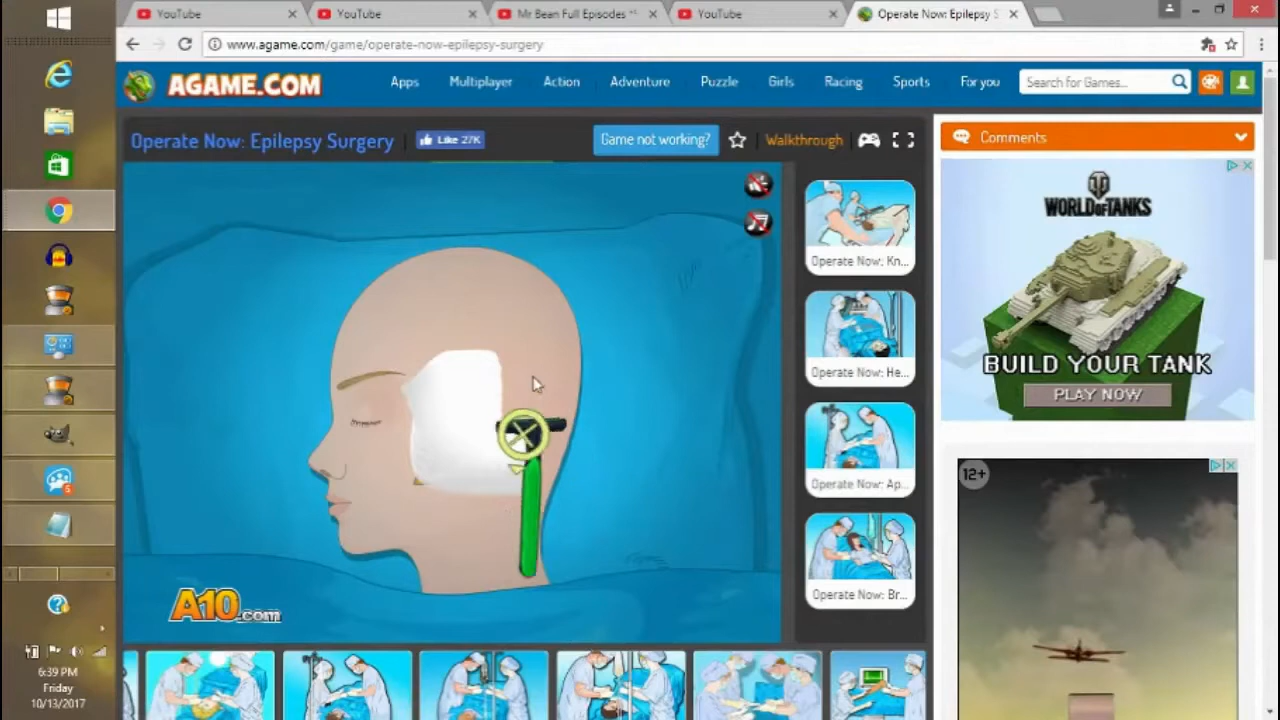 YouTube
YouTube
Mr Bean Full Episodes
YouTube
Operate Now: Epilepsy S
www.agame.com/game/operate-now-epilepsy-surgery
AGAME.COM
Apps
Multiplayer
Action
Adventure
Puzzle
Girls
Racing
Sports
For you
Search for Games...
Operate Now: Epilepsy Surgery
Like 27K
Game not working?
Walkthrough
Comments
Operate Now: Kn...
Operate Now: He...
Operate Now: Ap...
Operate Now: Br...
WORLD OF TANKS
BUILD YOUR TANK
PLAY NOW
12+
A10.com
6:39 PM
Friday
10/13/2017